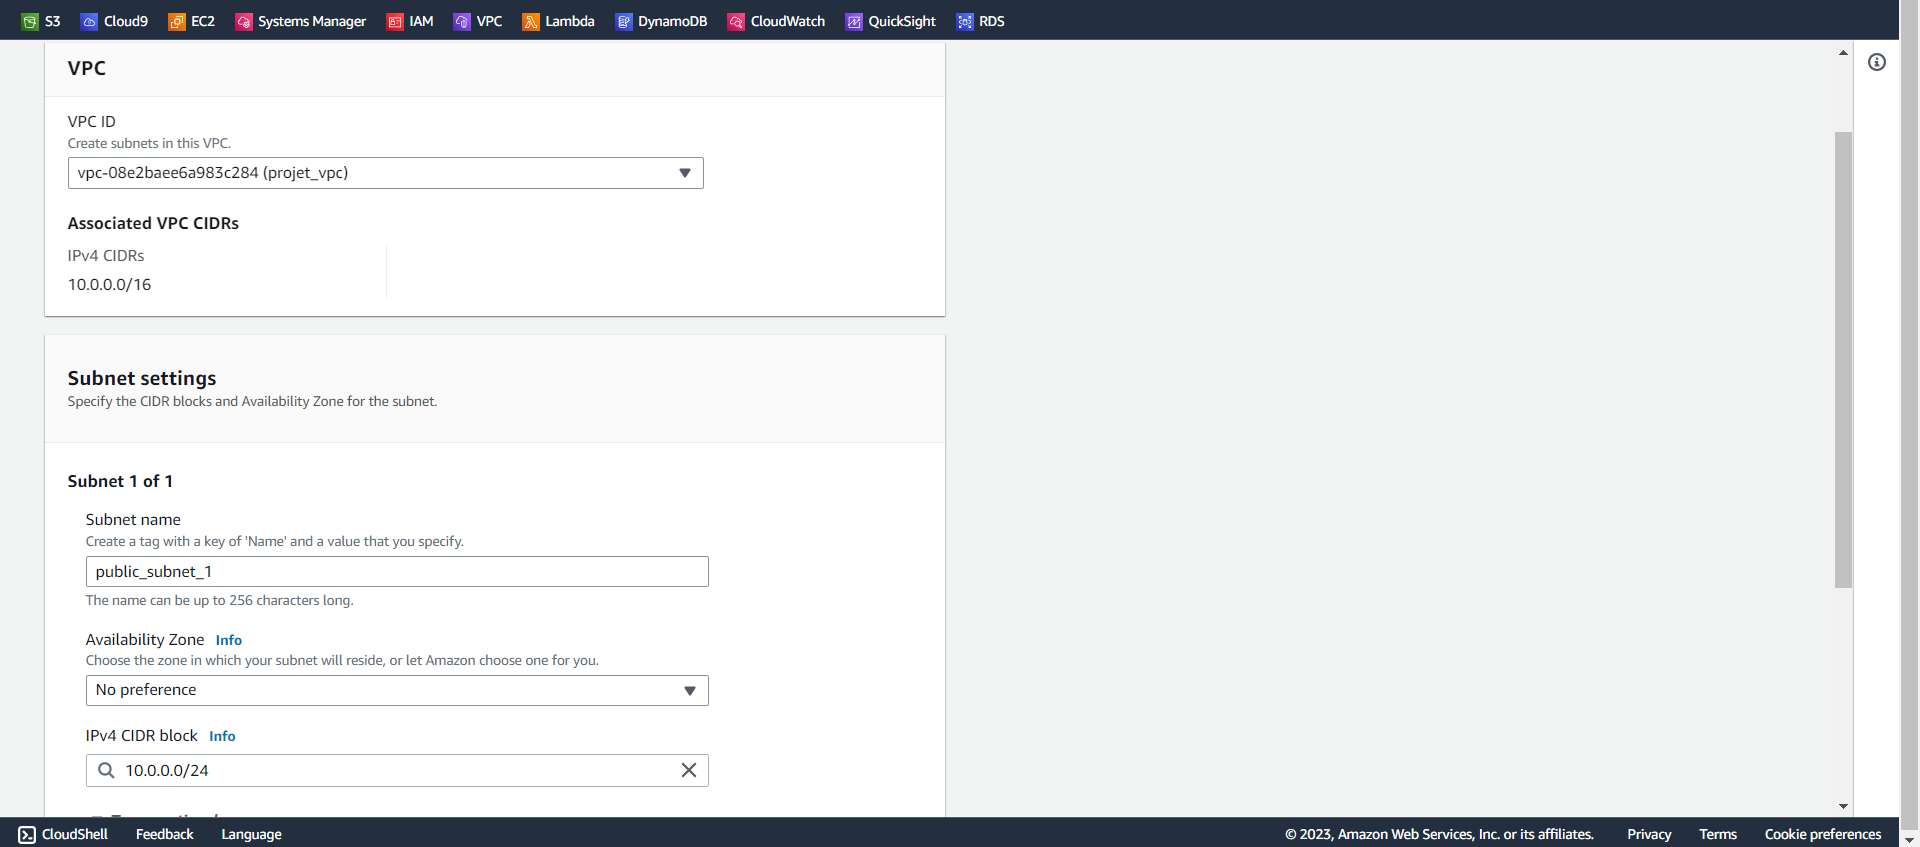 S3 Cloud9 EC2 Systems Manager IAM VPC Lambda DynamoDB CloudWatch QuickSight RDS
VPC
VPC ID
Create subnets in this VPC.
vpc-08e2baee6a983c284 (projet_vpc)
Associated VPC CIDRs
IPv4 CIDRs
10.0.0.0/16
Subnet settings
Specify the CIDR blocks and Availability Zone for the subnet.
Subnet 1 of 1
Subnet name
Create a tag with a key of 'Name' and a value that you specify.
public_subnet_1
The name can be up to 256 characters long.
Availability Zone Info
Choose the zone in which your subnet will reside, or let Amazon choose one for you.
No preference
IPv4 CIDR block Info
10.0.0.0/24
CloudShell Feedback Language © 2023, Amazon Web Services, Inc. or its affiliates. Privacy Terms Cookie preferences